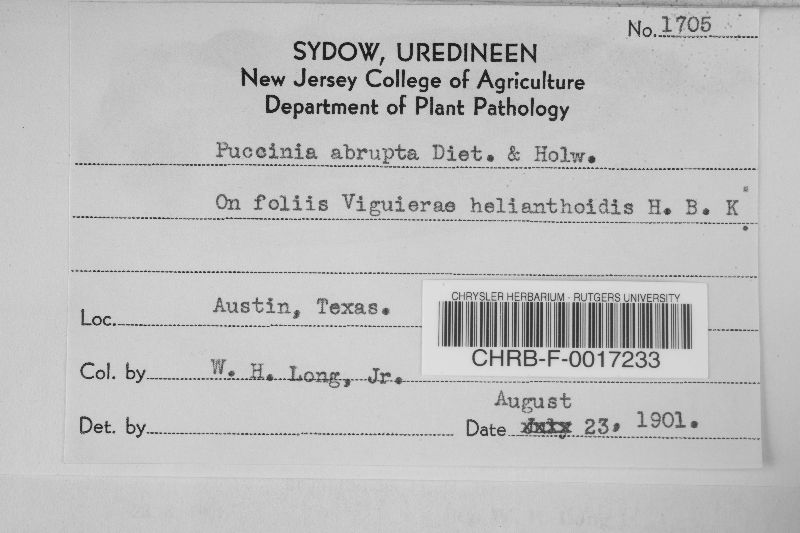 No. 1705
SYDOW, UREDINEEN
New Jersey College of Agriculture
Department of Plant Pathology
Puccinia abrupta Diet. & Holw.
On foliis Viguierae helianthoidis H. B. K.
Loc. Austin, Texas.
CHRYSLER HERBARIUM - RUTGERS UNIVERSITY
CHRB-F-0017233
Col. by W. H. Long, Jr.
August
Det. by
Date July 23, 1901.